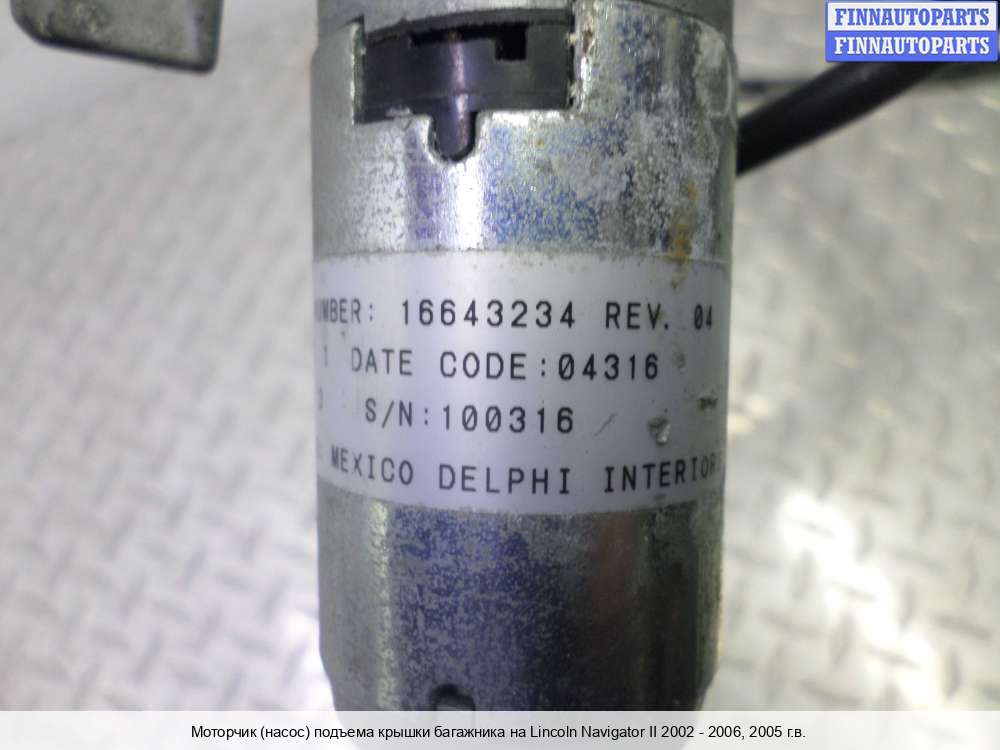 FINNAUTOPARTS
FINNAUTOPARTS
NUMBER: 16643234 REV. 04
1 DATE CODE:04316
S/N:100316
MEXICO DELPHI INTERIOR
Моторчик (насос) подъема крышки багажника на Lincoln Navigator II 2002 - 2006, 2005 г.в.